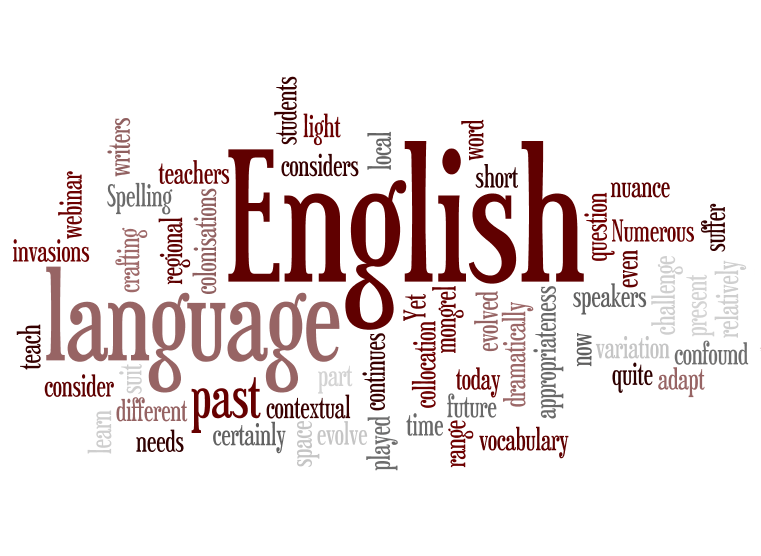 students
light
local
word
writers
considers
teachers
short
nuance
English
webinar
Spelling
colonisations
regional
question
Numerous
suffer
invasions
crafting
even
language
Yet
mongrel
collocation
evolved
dramatically
appropriateness
speakers
challenge
present
relatively
teach
now
variation
confound
suit
part
continues
today
quite
adapt
consider
past
contextual
future
learn
different
needs
certainly
space
evolve
played
time
range
vocabulary